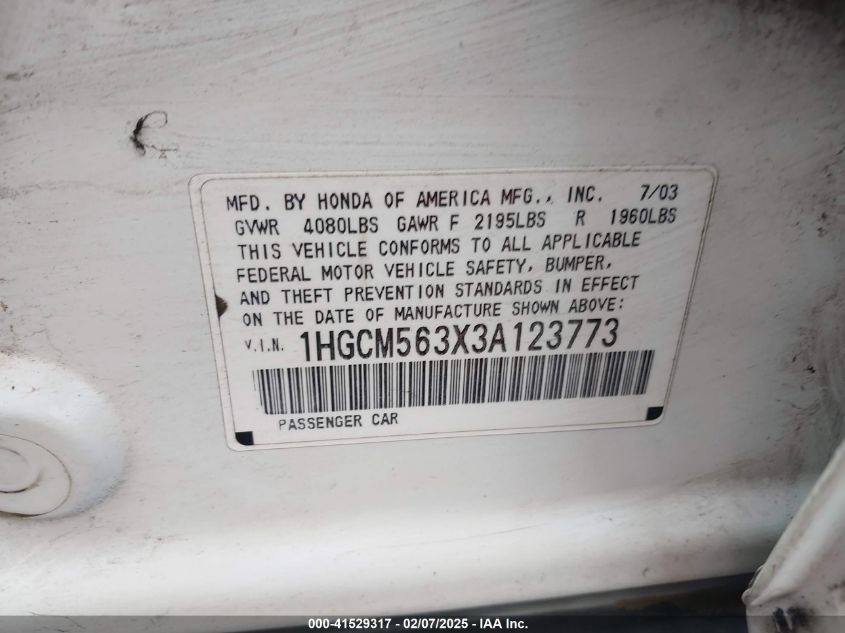 MFD. BY HONDA OF AMERICA MFG., INC. 7/03
GVWR 4080LBS GAWR F 2195LBS R 1960LBS
THIS VEHICLE CONFORMS TO ALL APPLICABLE
FEDERAL MOTOR VEHICLE SAFETY, BUMPER,
AND THEFT PREVENTION STANDARDS IN EFFECT
ON THE DATE OF MANUFACTURE SHOWN ABOVE:
V.I.N. 1HGCM563X3A123773
PASSENGER CAR
000-41529317 - 02/07/2025 - IAA Inc.